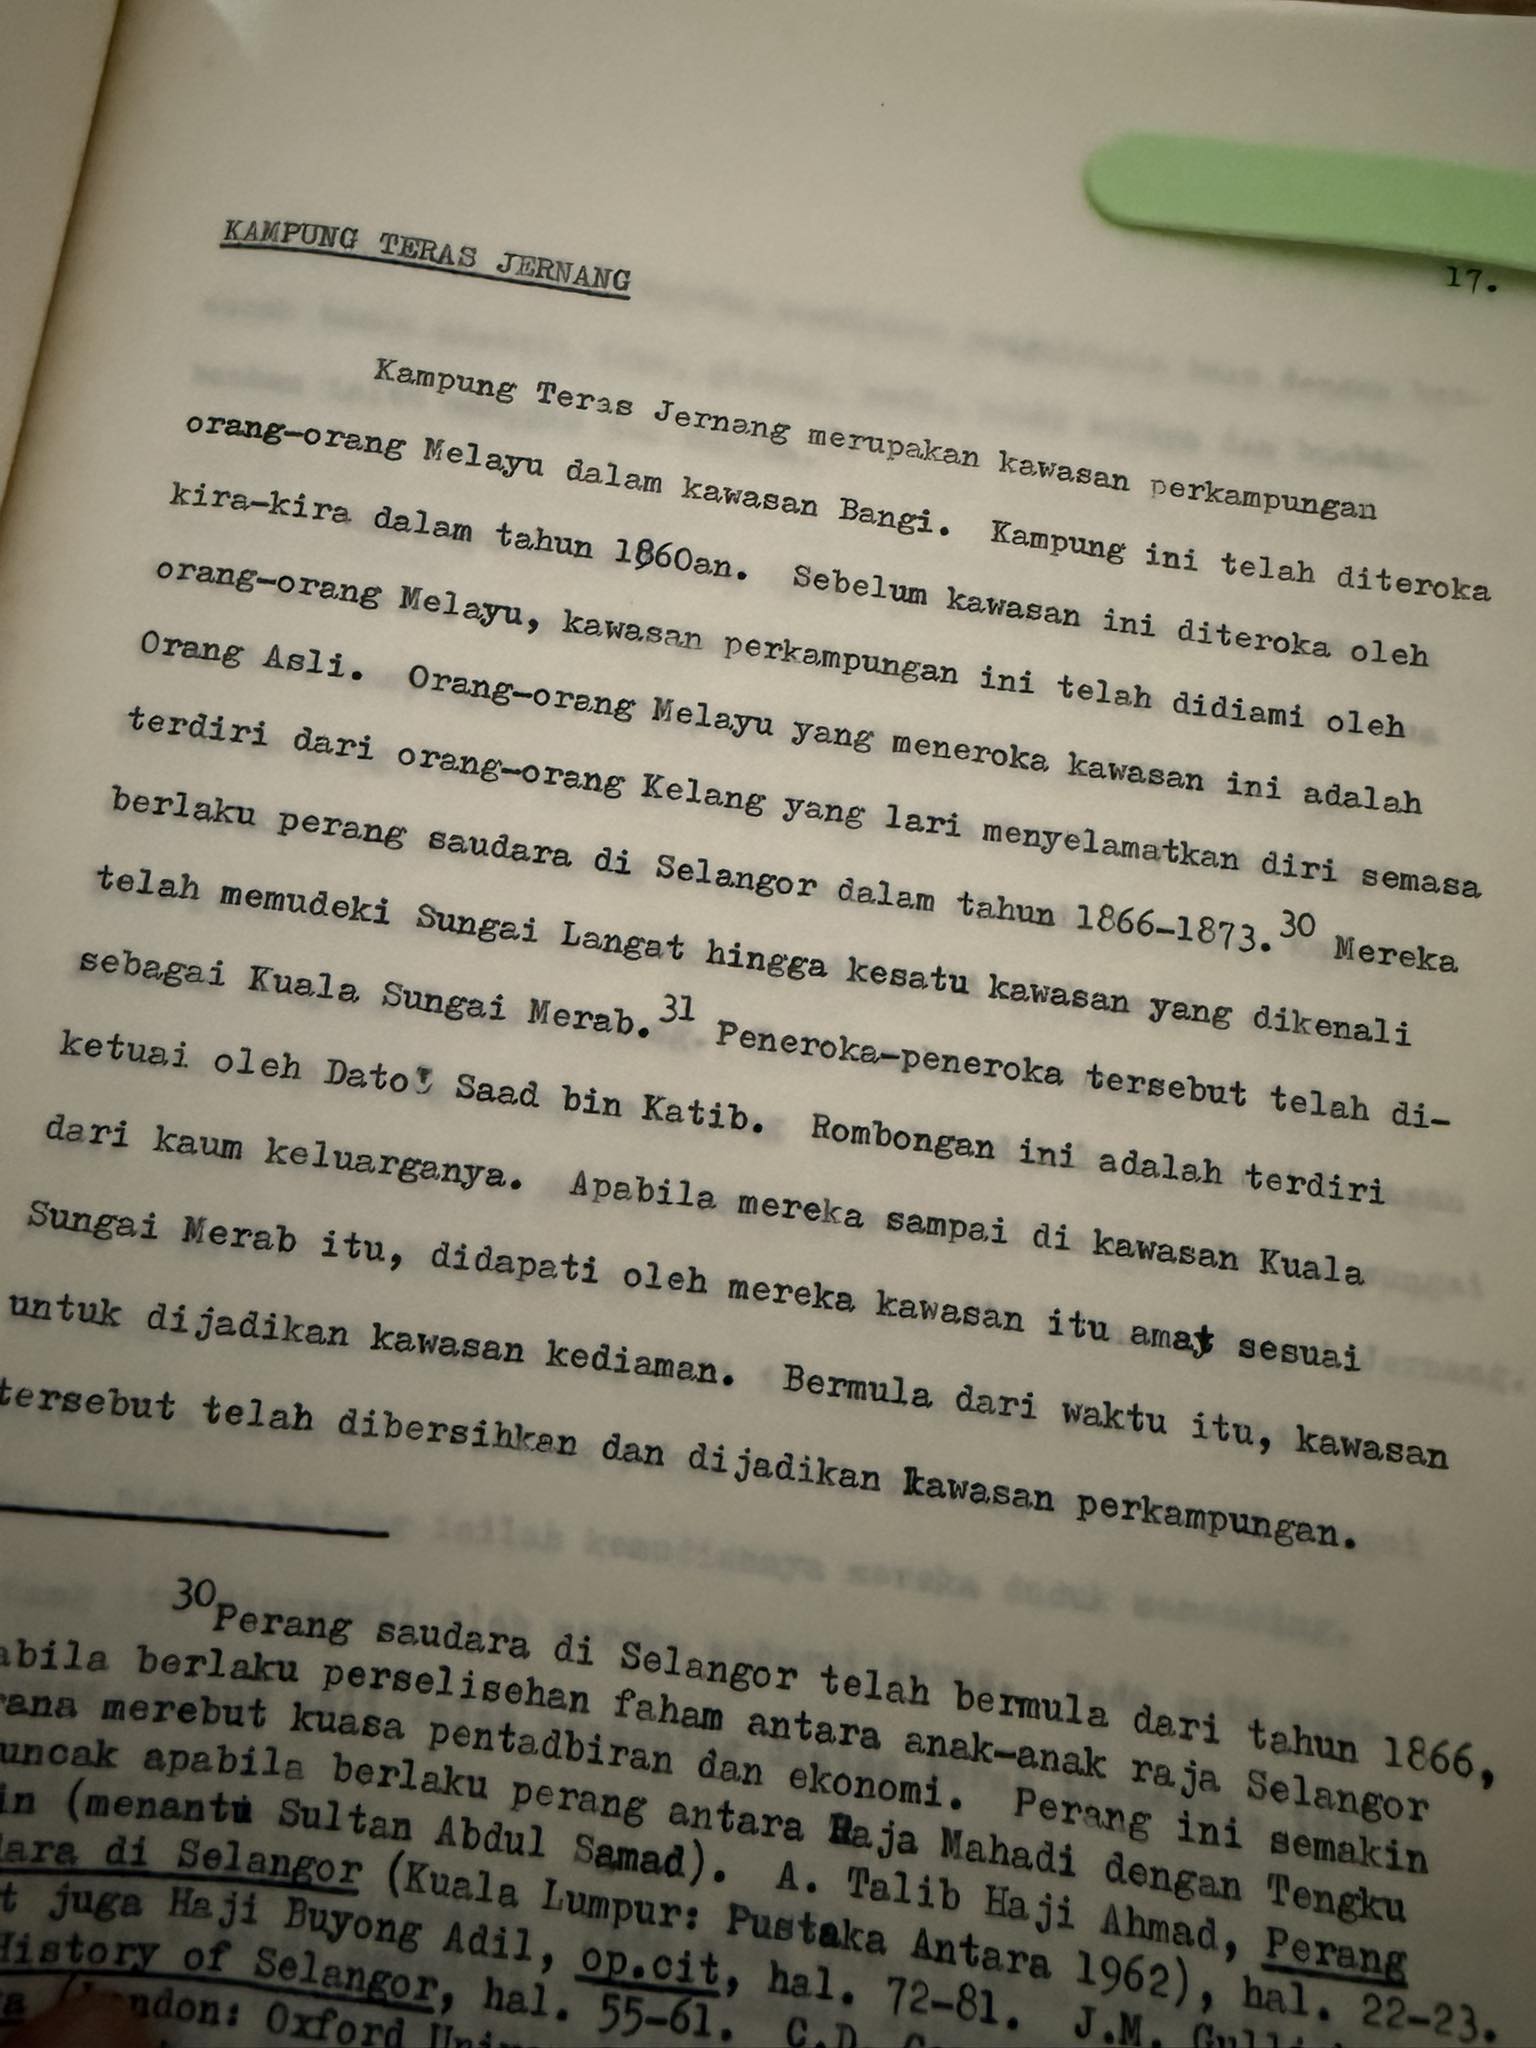 17.
KAMPUNG TERAS JERNANG
Kampung Teras Jernang merupakan kawasan perkampungan
orang-orang Melayu dalam kawasan Bangi. Kampung ini telah diteroka
kira-kira dalam tahun 1860an. Sebelum kawasan ini diteroka oleh
orang-orang Melayu, kawasan perkampungan ini telah didiami oleh
Orang Asli. Orang-orang Melayu yang meneroka kawasan ini adalah
terdiri dari orang-orang Kelang yang lari menyelamatkan diri semasa
berlaku perang saudara di Selangor dalam tahun 1866-1873.30 Mereka
telah memudeki Sungai Langat hingga kesatu kawasan yang dikenali
sebagai Kuala Sungai Merab.31 Peneroka-peneroka tersebut telah di-
ketuai oleh Dato' Saad bin Katib. Rombongan ini adalah terdiri
dari kaum keluarganya. Apabila mereka sampai di kawasan Kuala
Sungai Merab itu, didapati oleh mereka kawasan itu amat sesuai
untuk dijadikan kawasan kediaman. Bermula dari waktu itu, kawasan
tersebut telah dibersihkan dan dijadikan kawasan perkampungan.
30Perang saudara di Selangor telah bermula dari tahun 1866,
abila berlaku perselisehan faham antara anak-anak raja Selangor
rana merebut kuasa pentadbiran dan ekonomi. Perang ini semakin
uncak apabila berlaku perang antara Raja Mahadi dengan Tengku
in (menantu Sultan Abdul Samad). A. Talib Haji Ahmad, Perang
dara di Selangor (Kuala Lumpur: Pustaka Antara 1962), hal. 22-23.
t juga Haji Buyong Adil, op.cit, hal. 72-81. J.M.
History of Selangor, hal. 55-61. C.D.
Oxford